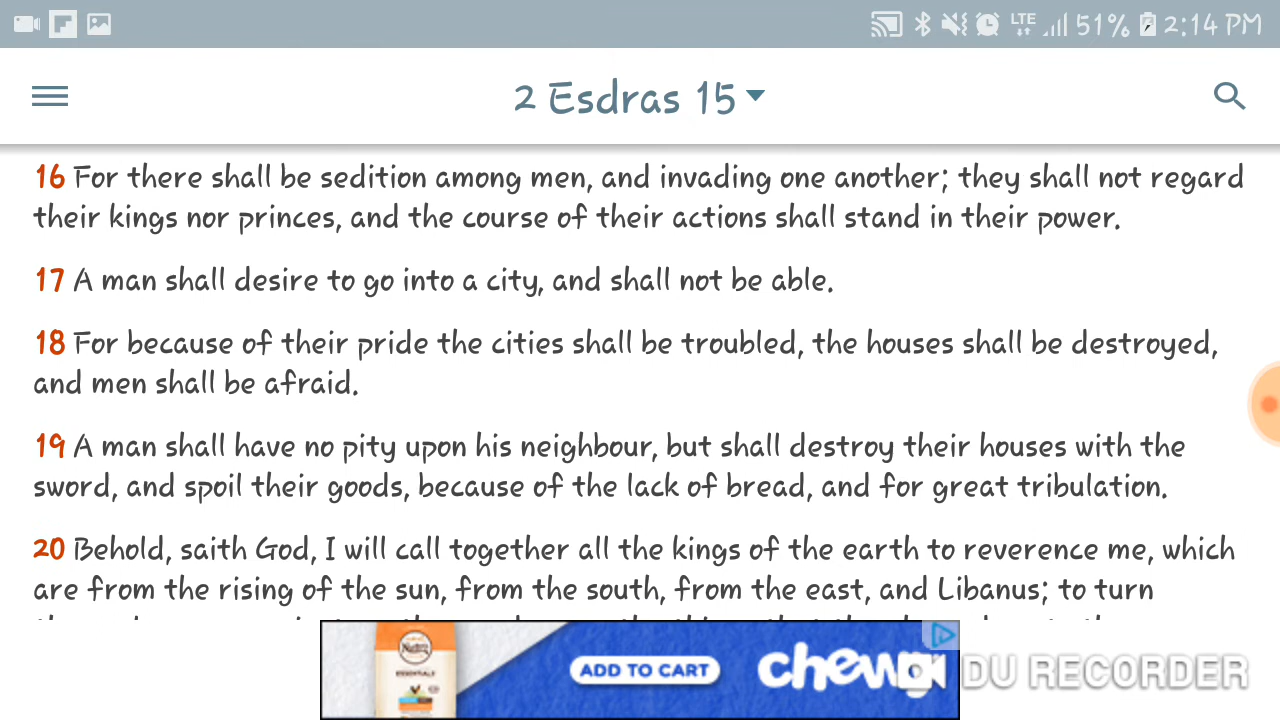 LTE 51% 2:14 PM
2 Esdras 15
16 For there shall be sedition among men, and invading one another; they shall not regard
their kings nor princes, and the course of their actions shall stand in their power.
17 A man shall desire to go into a city, and shall not be able.
18 For because of their pride the cities shall be troubled, the houses shall be destroyed,
and men shall be afraid.
19 A man shall have no pity upon his neighbour, but shall destroy their houses with the
sword, and spoil their goods, because of the lack of bread, and for great tribulation.
20 Behold, saith God, I will call together all the kings of the earth to reverence me, which
are from the rising of the sun, from the south, from the east, and Libanus; to turn
ESSENTIALS
ADD TO CART
chewy
DU RECORDER